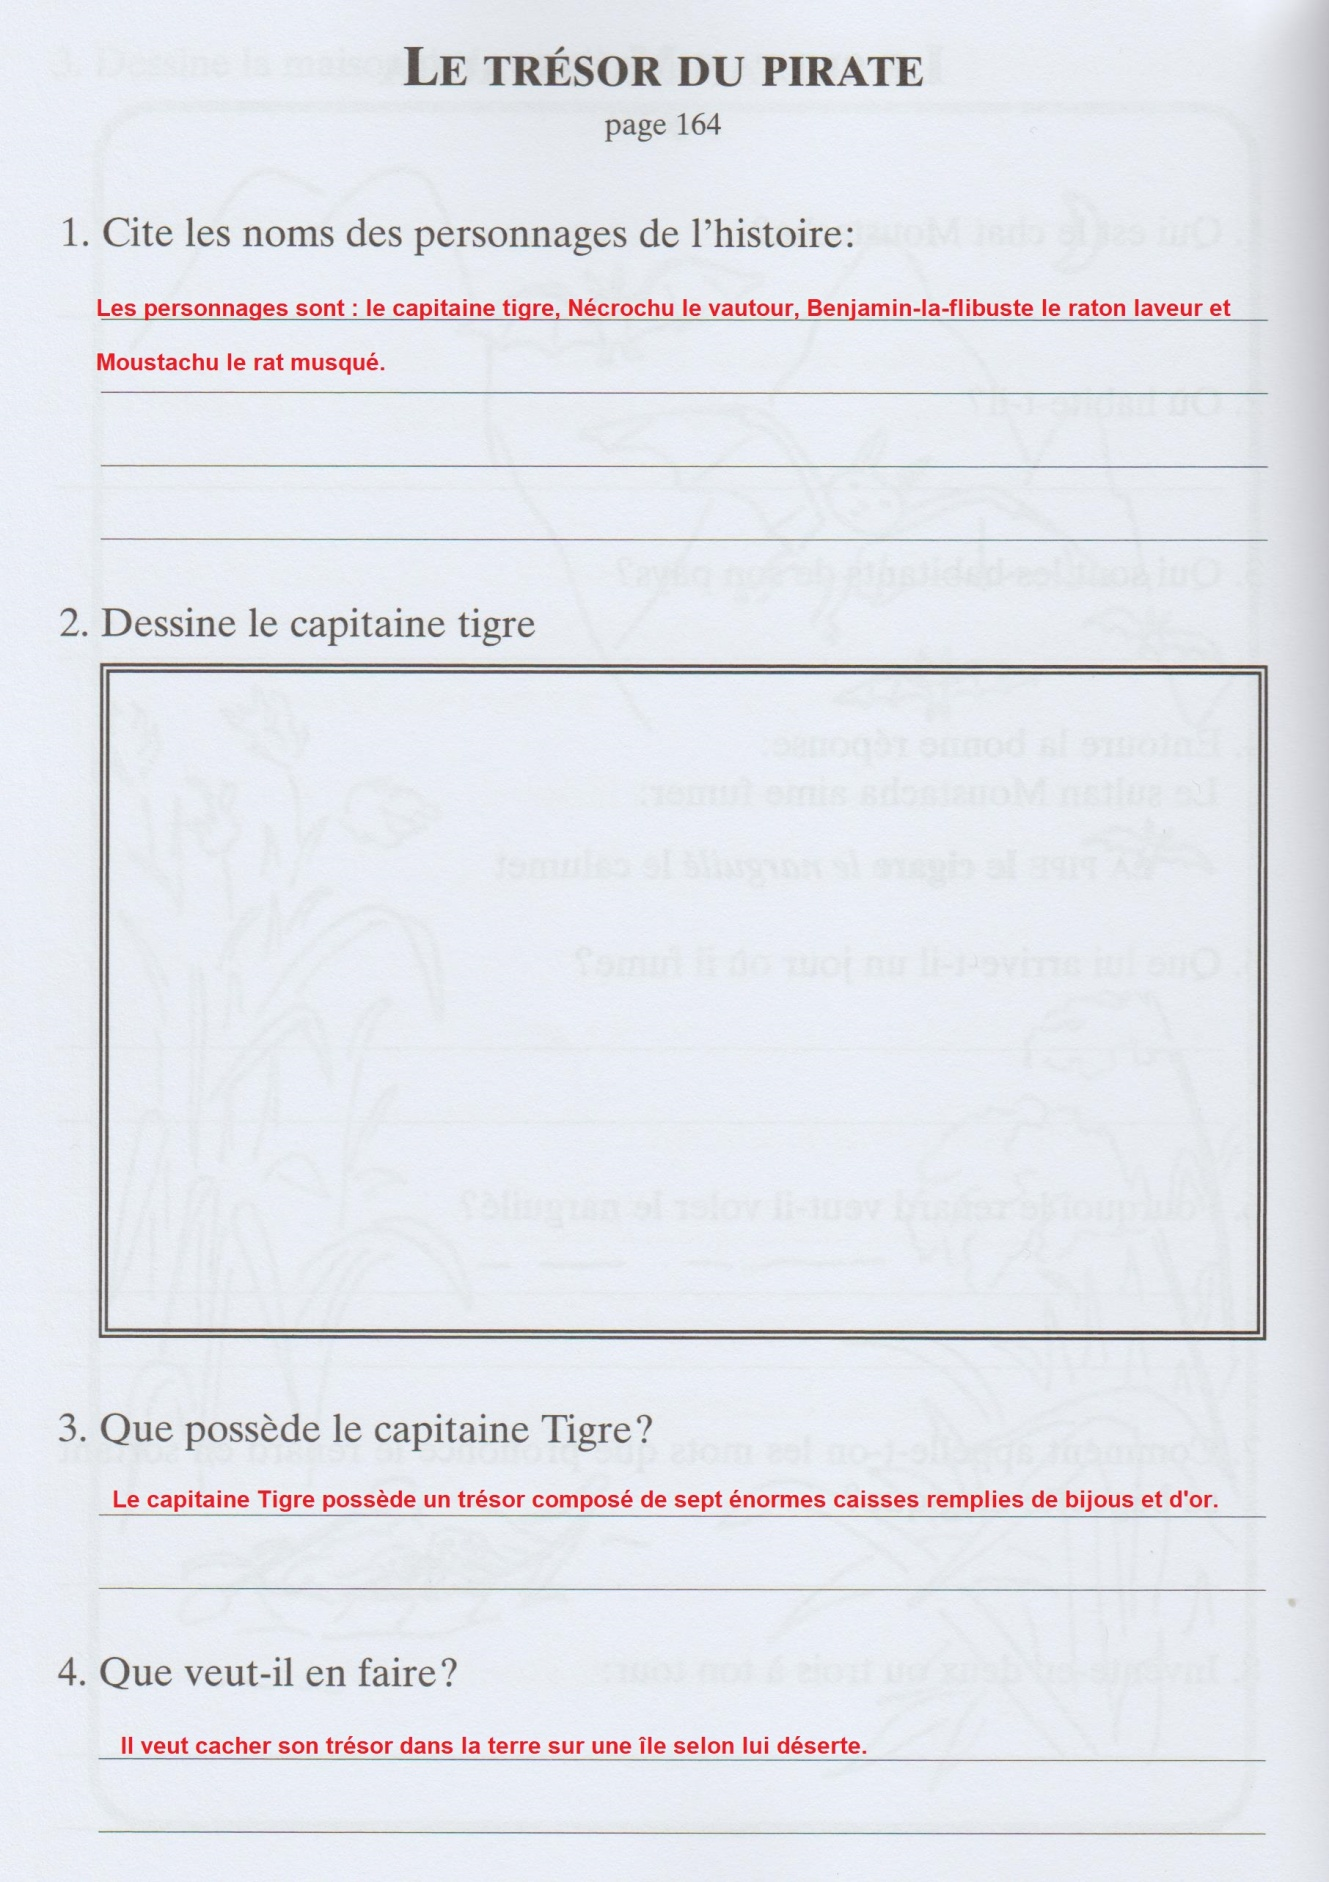 LE TRÉSOR DU PIRATE
page 164
1. Cite les noms des personnages de l'histoire:
Les personnages sont : le capitaine tigre, Nécrochu le vautour, Benjamin-la-flibuste le raton laveur et
Moustachu le rat musqué.
2. Dessine le capitaine tigre
3. Que possède le capitaine Tigre?
Le capitaine Tigre possède un trésor composé de sept énormes caisses remplies de bijous et d'or.
4. Que veut-il en faire?
Il veut cacher son trésor dans la terre sur une île selon lui déserte.